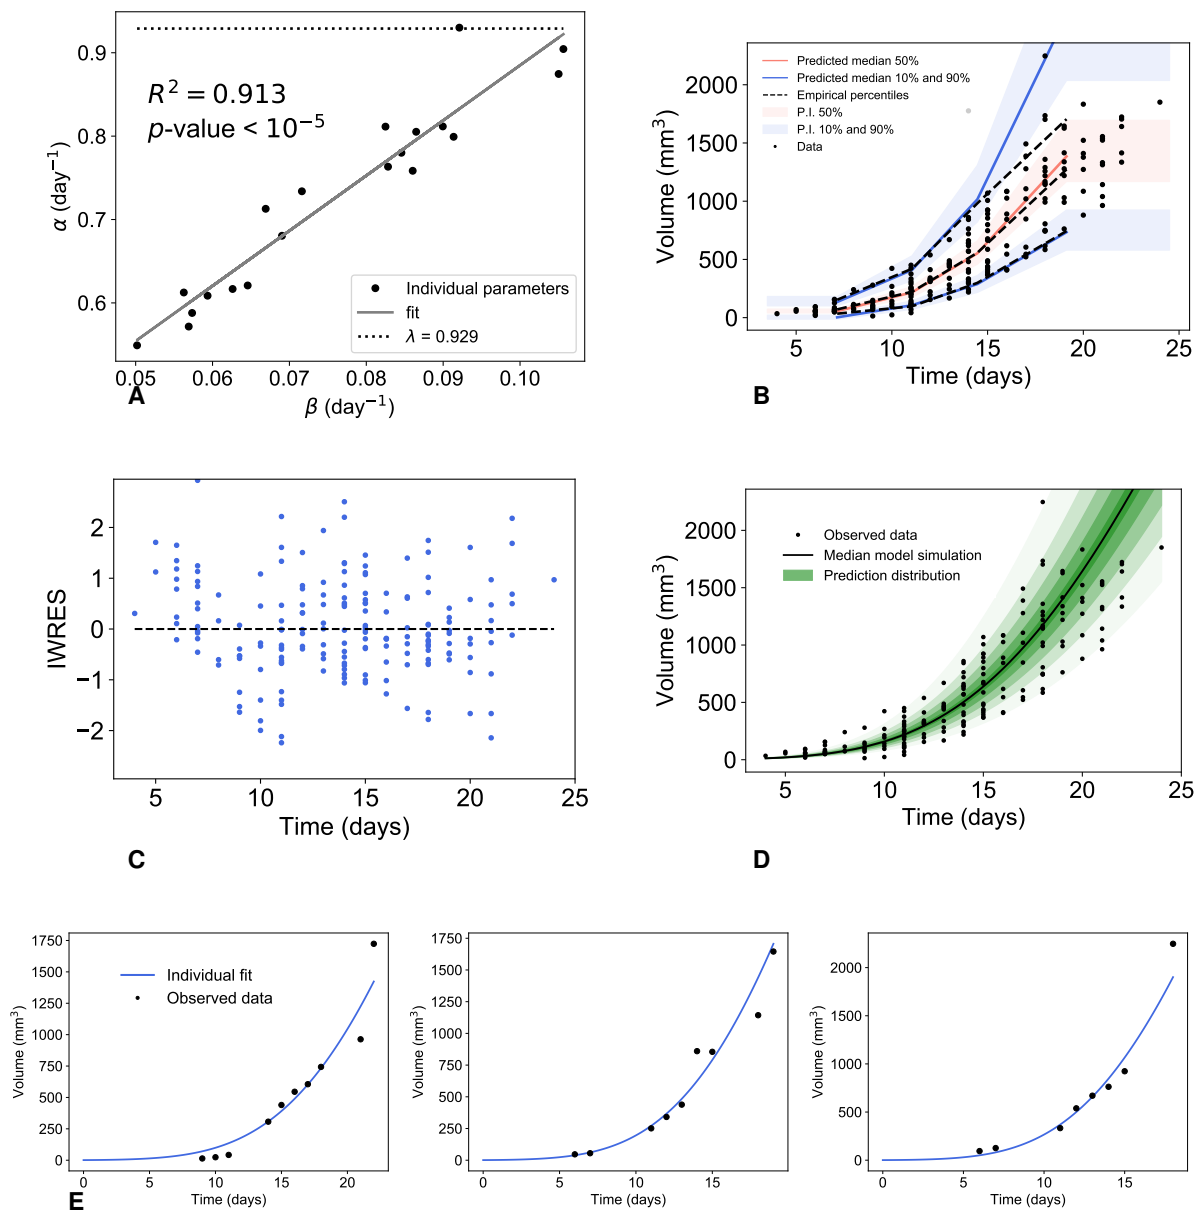 0.9
0.8
0.7
0.6
α (day⁻¹)
R² = 0.913
p-value < 10⁻⁵
Individual parameters
fit
λ = 0.929
0.05 0.06 0.07 0.08 0.09 0.10
β (day⁻¹)
A
2000
1500
1000
500
0
Volume (mm³)
Predicted median 50%
Predicted median 10% and 90%
Empirical percentiles
P.I. 50%
P.I. 10% and 90%
Data
5 10 15 20 25
Time (days)
B
2
1
0
−1
−2
IWRES
5 10 15 20 25
Time (days)
C
2000
1500
1000
500
0
Volume (mm³)
Observed data
Median model simulation
Prediction distribution
5 10 15 20 25
Time (days)
D
1750
1500
1250
1000
750
500
250
0
Volume (mm³)
Individual fit
Observed data
0 5 10 15 20
Time (days)
E
1750
1500
1250
1000
750
500
250
0
Volume (mm³)
0 5 10 15
Time (days)
2000
1500
1000
500
0
Volume (mm³)
0 5 10 15
Time (days)